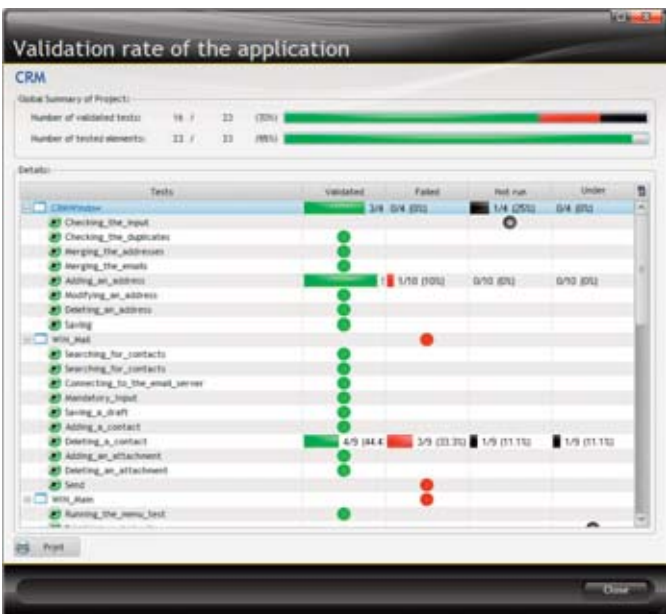 Validation rate of the application
CRM
Global Summary of Project:
Number of validated tests: 16 / 23
Number of tested elements: 22 / 23
Details:
Tests Validated Failed Not run Under
CRMWindow 3/4 0/4 (0%) 1/4 (25%) 0/4 (0%)
Checking_the_input
Checking_the_duplicates
Merging_the_addresses
Merging_the_emails
Adding_an_address 1/10 (10%) 0/10 (0%) 0/10 (0%)
Modifying_an_address
Deleting_an_address
Saving
WIN_Mail
Searching_for_contacts
Searching_for_contacts
Connecting_to_the_email_server
Mandatory_input
Saving_a_draft
Adding_a_contact
Deleting_a_contact 4/9 (44.4 3/9 (33.3%) 1/9 (11.1%) 1/9 (11.1%)
Adding_an_attachment
Deleting_an_attachment
Send
WIN_Main
Running_the_menu_test
Print
Close